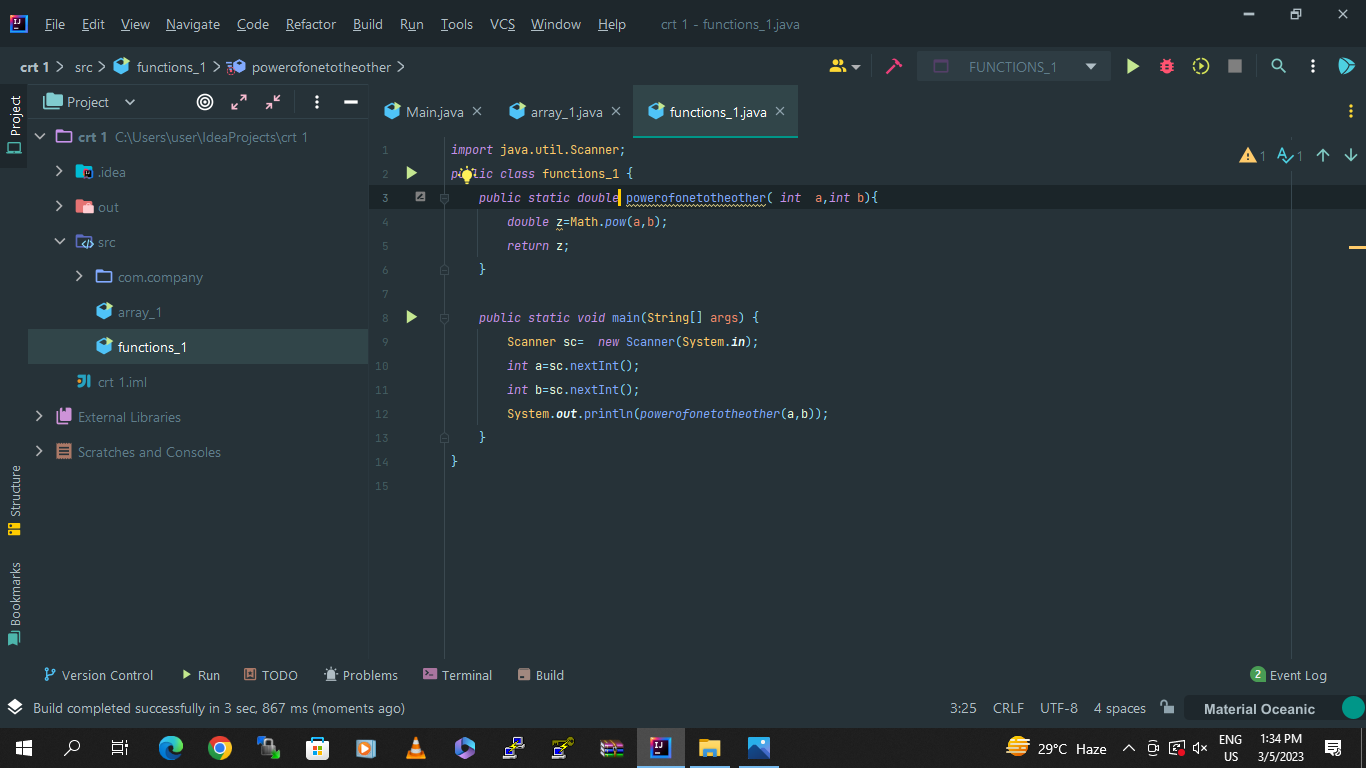 File Edit View Navigate Code Refactor Build Run Tools VCS Window Help crt 1 - functions_1.java
crt 1 src functions_1 powerofonetotheother FUNCTIONS_1
Project
Project
Main.java array_1.java functions_1.java
crt 1 C:\Users\user\IdeaProjects\crt 1
.idea
out
src
com.company
array_1
functions_1
crt 1.iml
External Libraries
Scratches and Consoles
1 import java.util.Scanner;
2 public class functions_1 {
3 public static double powerofonetotheother( int  a,int b){
4 double z=Math.pow(a,b);
5 return z;
6 }
7
8 public static void main(String[] args) {
9 Scanner sc=  new Scanner(System.in);
10 int a=sc.nextInt();
11 int b=sc.nextInt();
12 System.out.println(powerofonetotheother(a,b));
13 }
14 }
15
1 1
Structure
Bookmarks
Version Control Run TODO Problems Terminal Build 2 Event Log
Build completed successfully in 3 sec, 867 ms (moments ago) 3:25 CRLF UTF-8 4 spaces Material Oceanic
29°C Haze ENG 1:34 PM
US 3/5/2023